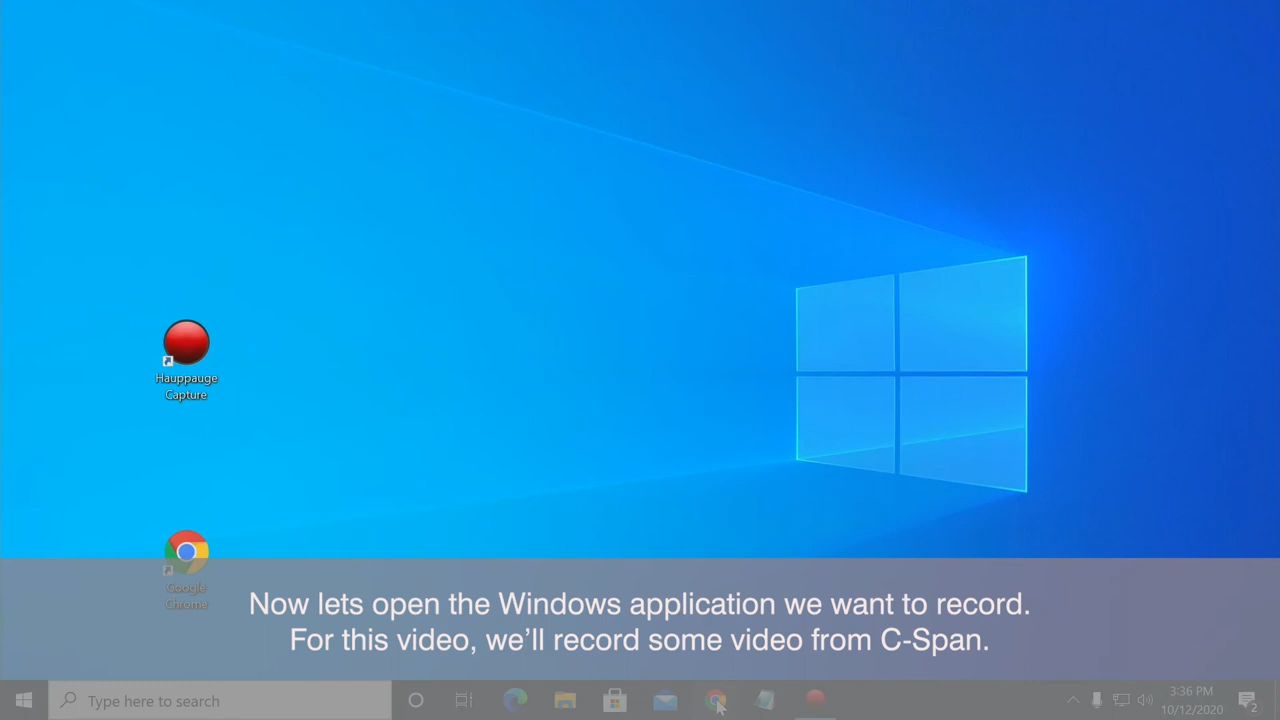 Hauppauge
Capture
Google
Chrome
Now lets open the Windows application we want to record.
For this video, we’ll record some video from C-Span.
Type here to search
3:36 PM
10/12/2020
2